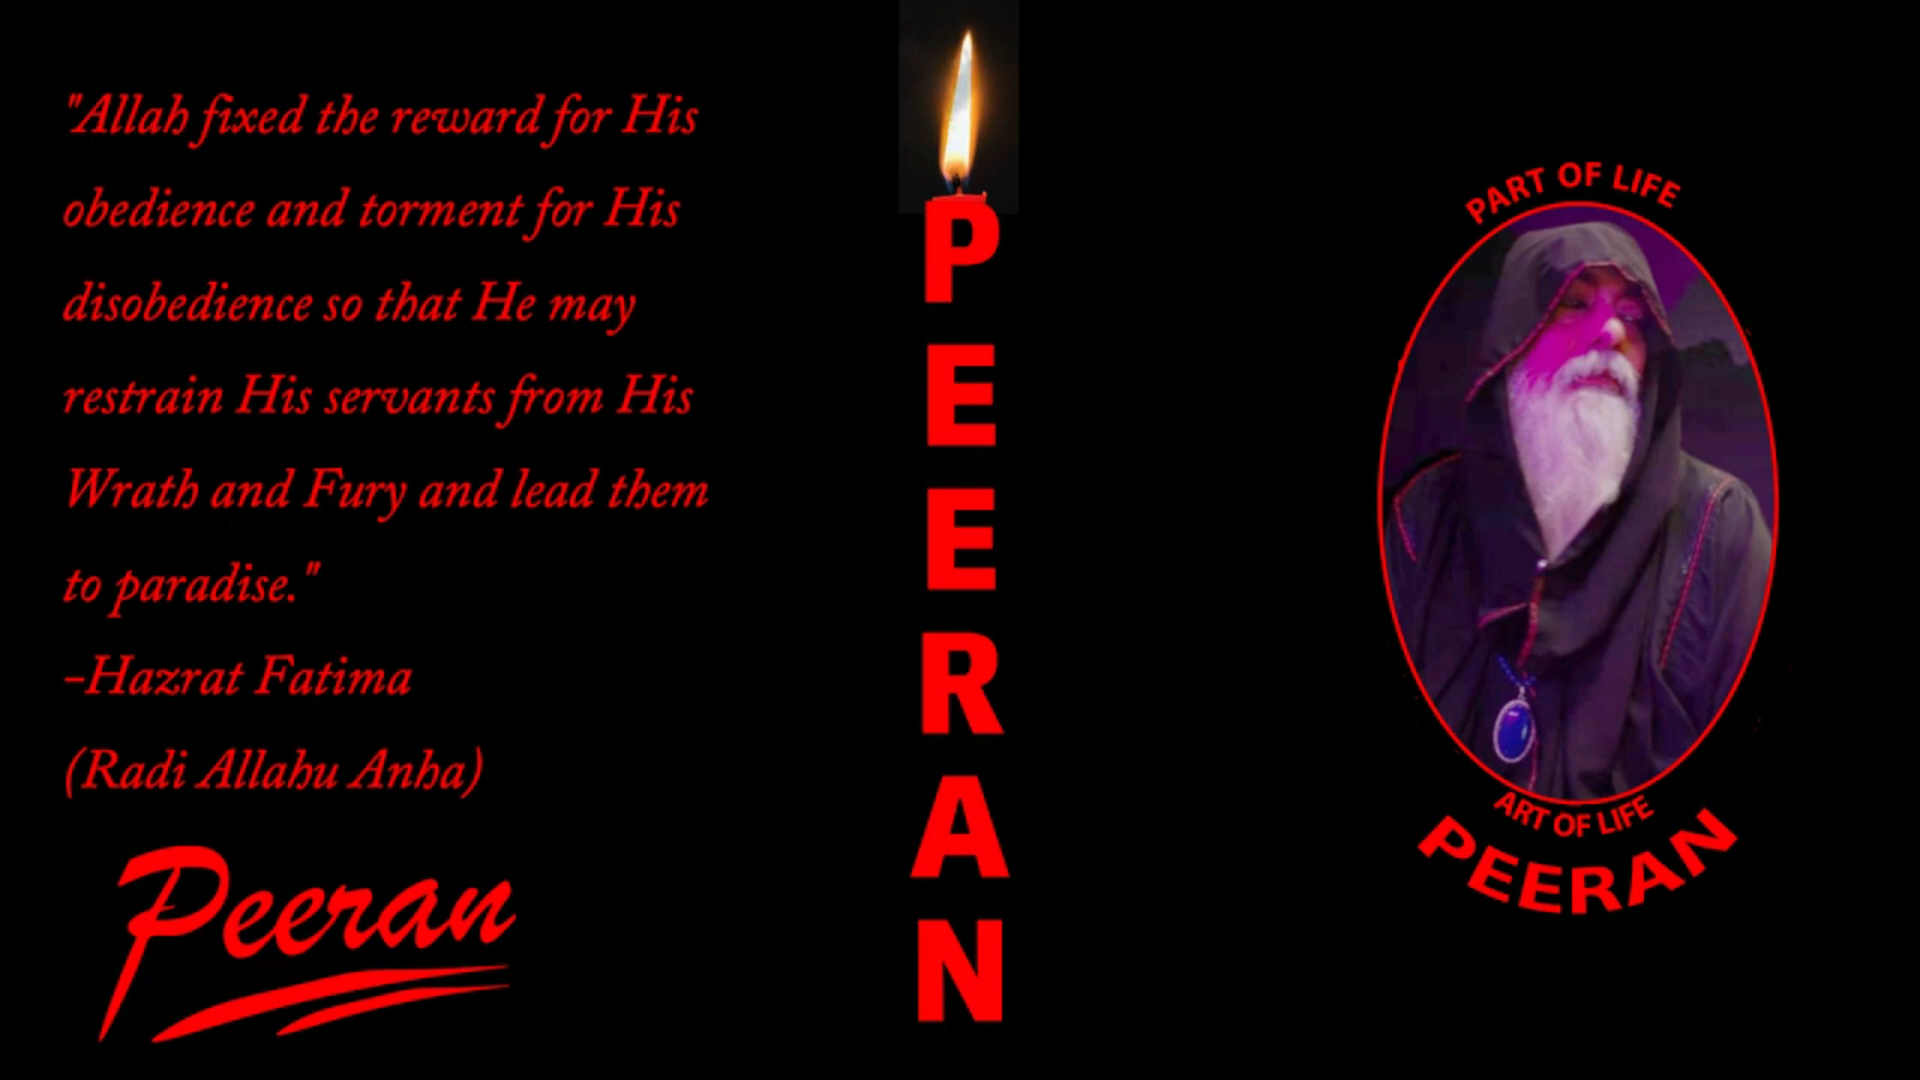 "Allah fixed the reward for His
obedience and torment for His
disobedience so that He may
restrain His servants from His
Wrath and Fury and lead them
to paradise."
-Hazrat Fatima
(Radi Allahu Anha)
Peeran
PEERAN
PART OF LIFE
ART OF LIFE
PEERAN